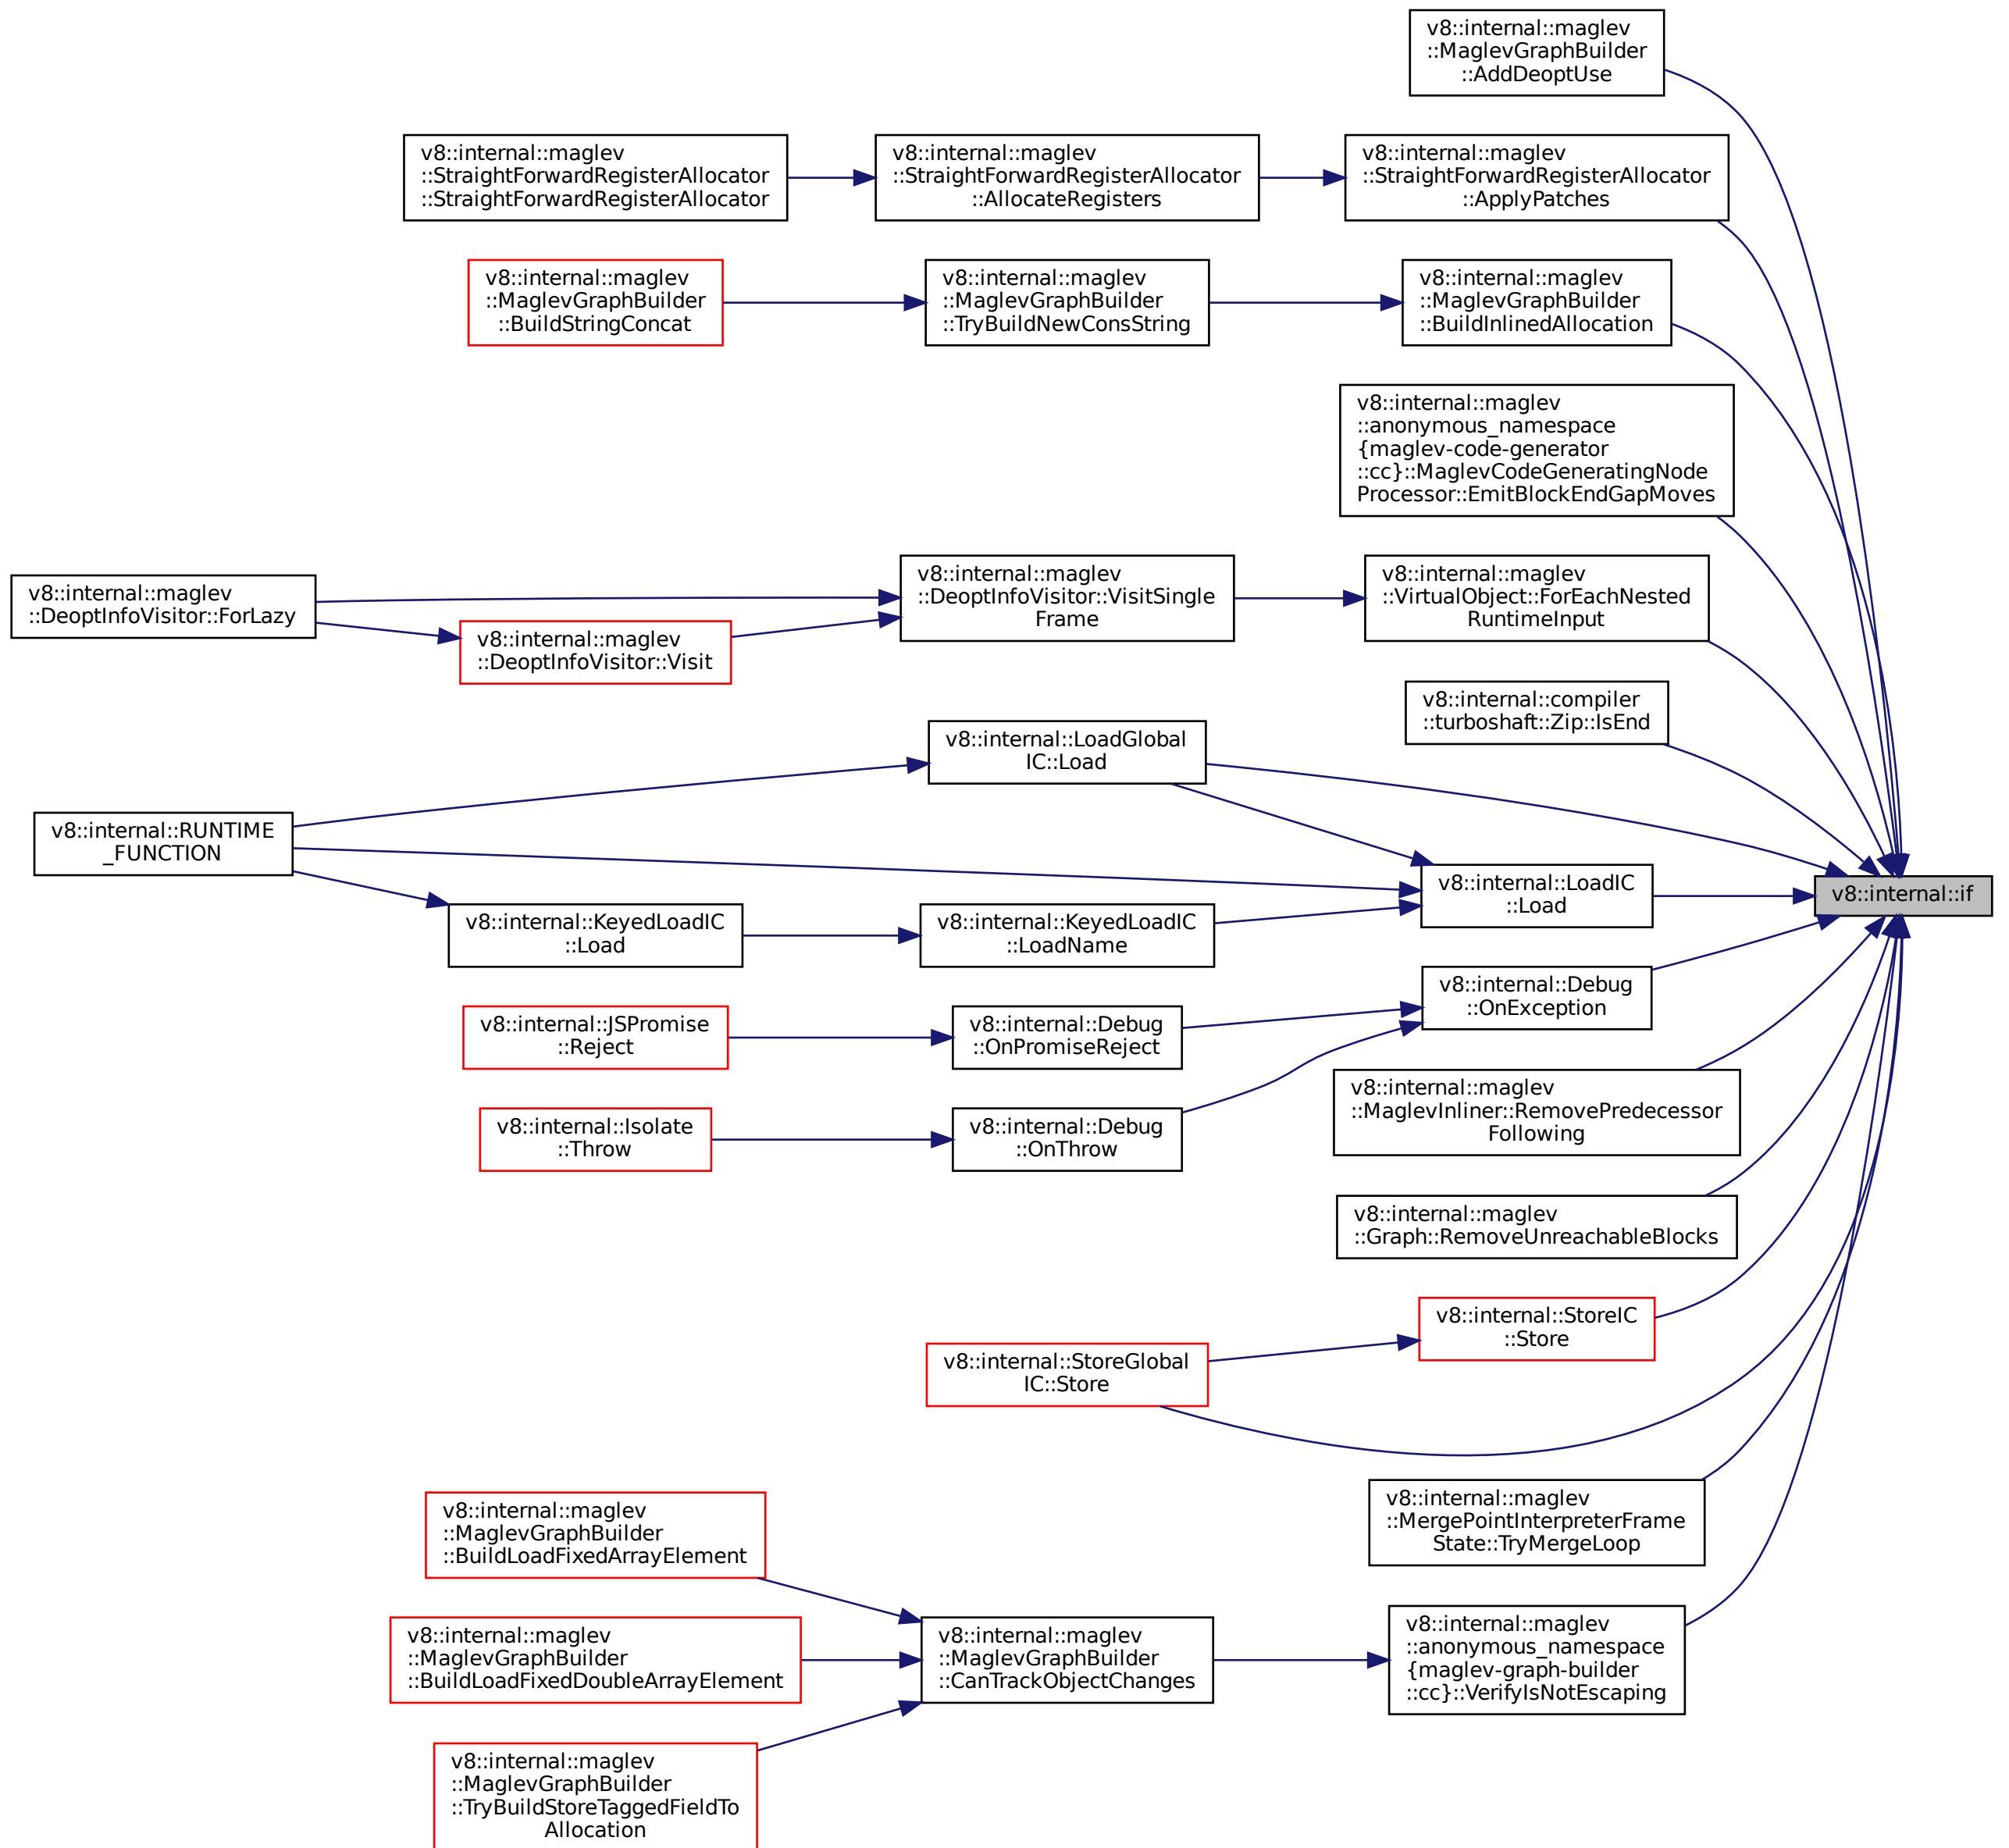 v8::internal::maglev
::MaglevGraphBuilder
::AddDeoptUse
v8::internal::maglev
::StraightForwardRegisterAllocator
::StraightForwardRegisterAllocator
v8::internal::maglev
::StraightForwardRegisterAllocator
::AllocateRegisters
v8::internal::maglev
::StraightForwardRegisterAllocator
::ApplyPatches
v8::internal::maglev
::MaglevGraphBuilder
::BuildStringConcat
v8::internal::maglev
::MaglevGraphBuilder
::TryBuildNewConsString
v8::internal::maglev
::MaglevGraphBuilder
::BuildInlinedAllocation
v8::internal::maglev
::anonymous_namespace
{maglev-code-generator
::cc}::MaglevCodeGeneratingNode
Processor::EmitBlockEndGapMoves
v8::internal::maglev
::DeoptInfoVisitor::ForLazy
v8::internal::maglev
::DeoptInfoVisitor::Visit
v8::internal::maglev
::DeoptInfoVisitor::VisitSingle
Frame
v8::internal::maglev
::VirtualObject::ForEachNested
RuntimeInput
v8::internal::compiler
::turboshaft::Zip::IsEnd
v8::internal::LoadGlobal
IC::Load
v8::internal::RUNTIME
_FUNCTION
v8::internal::LoadIC
::Load
v8::internal::if
v8::internal::KeyedLoadIC
::Load
v8::internal::KeyedLoadIC
::LoadName
v8::internal::Debug
::OnException
v8::internal::JSPromise
::Reject
v8::internal::Debug
::OnPromiseReject
v8::internal::maglev
::MaglevInliner::RemovePredecessor
Following
v8::internal::Isolate
::Throw
v8::internal::Debug
::OnThrow
v8::internal::maglev
::Graph::RemoveUnreachableBlocks
v8::internal::StoreIC
::Store
v8::internal::StoreGlobal
IC::Store
v8::internal::maglev
::MergePointInterpreterFrame
State::TryMergeLoop
v8::internal::maglev
::MaglevGraphBuilder
::BuildLoadFixedArrayElement
v8::internal::maglev
::MaglevGraphBuilder
::BuildLoadFixedDoubleArrayElement
v8::internal::maglev
::MaglevGraphBuilder
::CanTrackObjectChanges
v8::internal::maglev
::anonymous_namespace
{maglev-graph-builder
::cc}::VerifyIsNotEscaping
v8::internal::maglev
::MaglevGraphBuilder
::TryBuildStoreTaggedFieldTo
Allocation